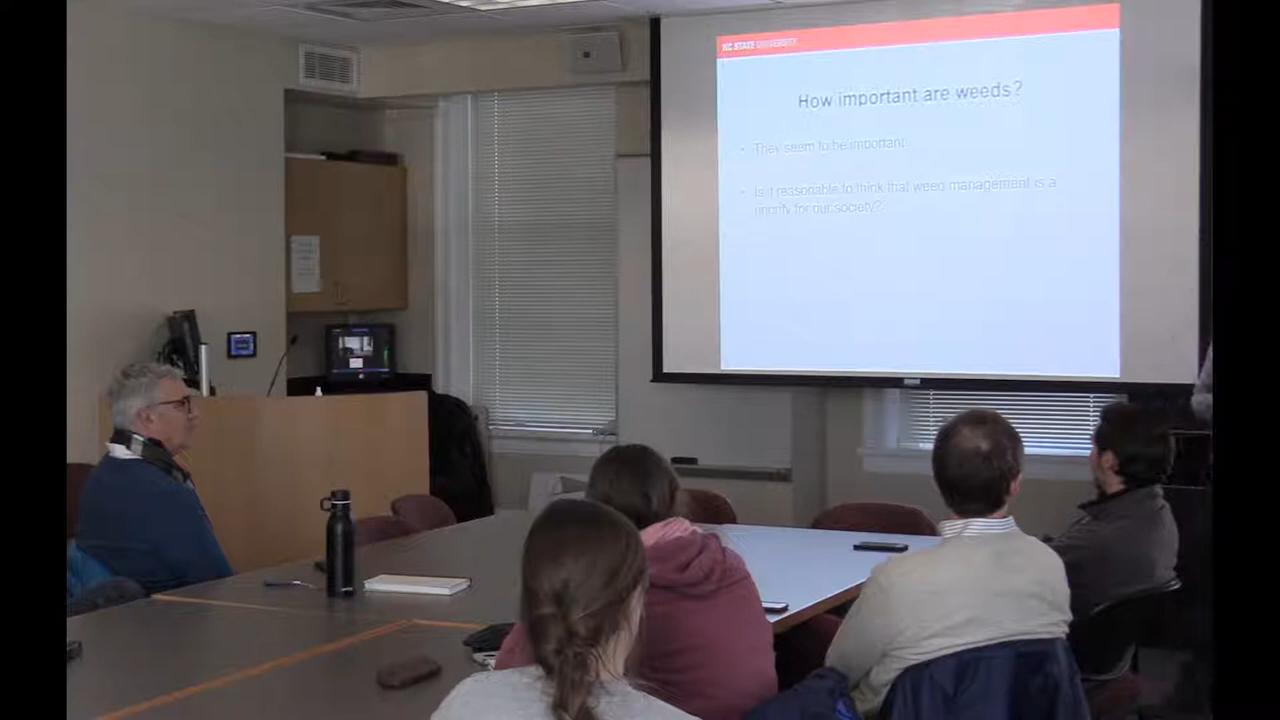 NC STATE UNIVERSITY
How important are weeds?
• They seem to be important
• Is it reasonable to think that weed management is a
priority for our society?